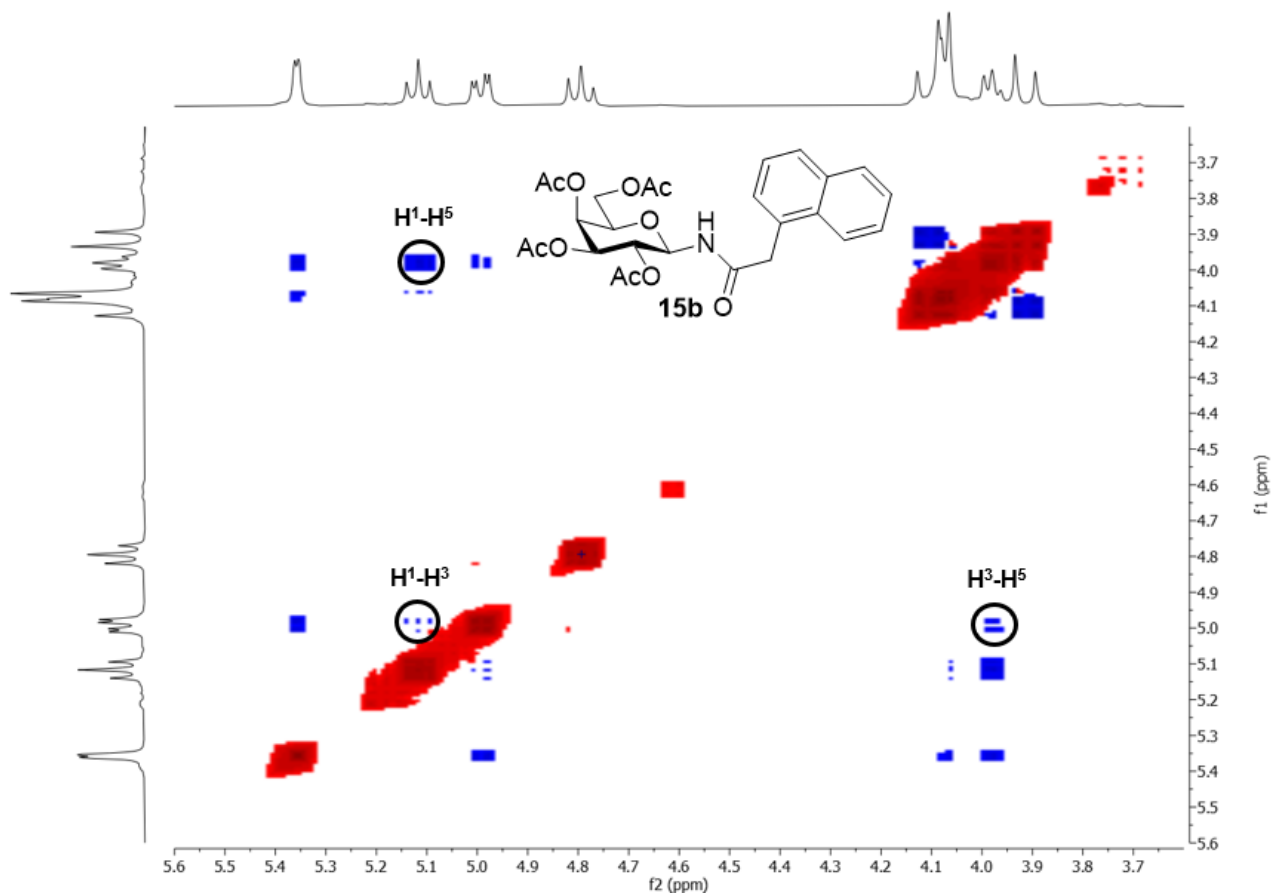 AcO
OAc
H¹-H⁵
O
H
N
AcO
AcO
15b
O
3.7
3.8
3.9
4.0
4.1
4.2
4.3
4.4
4.5
4.6
4.7
H¹-H³
H³-H⁵
4.8
4.9
5.0
5.1
5.2
5.3
5.4
5.5
5.6
f1 (ppm)
5.6 5.5 5.4 5.3 5.2 5.1 5.0 4.9 4.8 4.7 4.6 4.5 4.4 4.3 4.2 4.1 4.0 3.9 3.8 3.7
f2 (ppm)